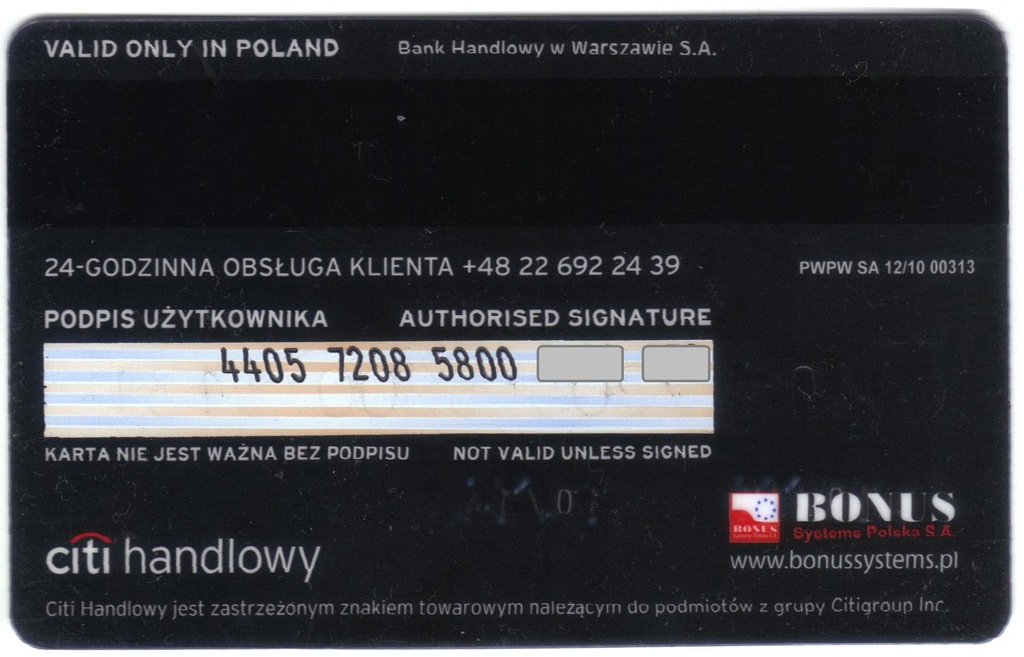 VALID ONLY IN POLAND Bank Handlowy w Warszawie S.A.
24-GODZINNA OBSŁUGA KLIENTA +48 22 692 24 39 PWPW SA 12/10 00313
PODPIS UŻYTKOWNIKA AUTHORISED SIGNATURE
4405 7208 5800
KARTA NIE JEST WAŻNA BEZ PODPISU NOT VALID UNLESS SIGNED
BONUS
Systems Polska S.A.
BONUS
Systems Polska S.A.
www.bonussystems.pl
citi handlowy
Citi Handlowy jest zastrzeżonym znakiem towarowym należącym do podmiotów z grupy Citigroup Inc.